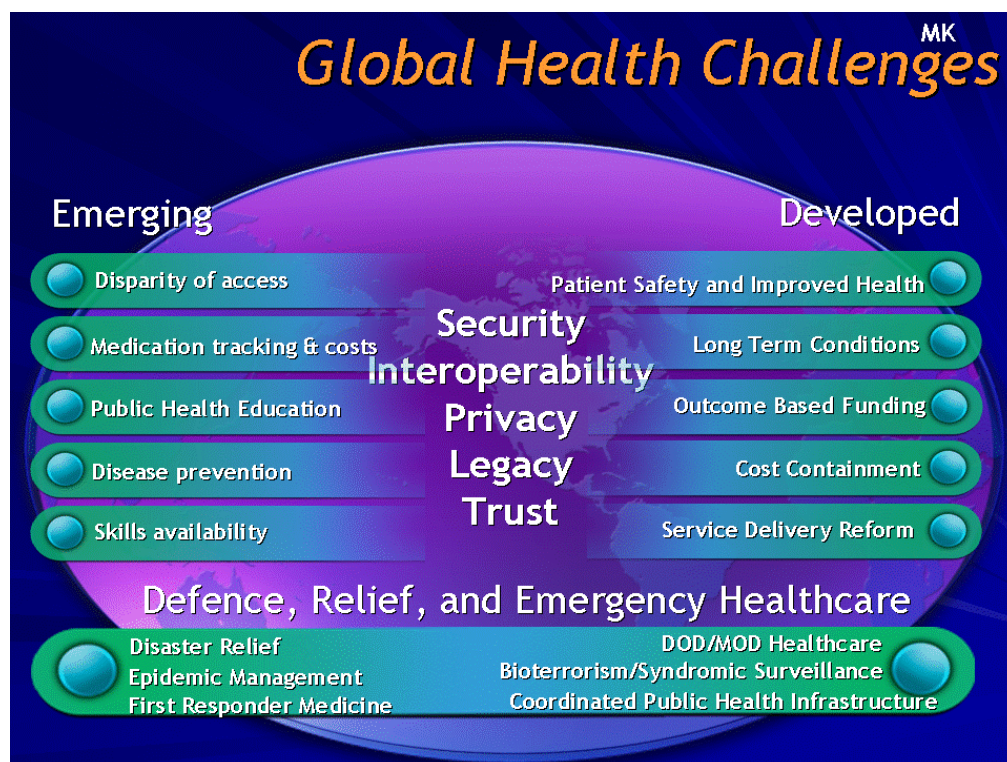 MK
Global Health Challenges
Emerging
Developed
Disparity of access
Medication tracking & costs
Public Health Education
Disease prevention
Skills availability
Security
Interoperability
Privacy
Legacy
Trust
Patient Safety and Improved Health
Long Term Conditions
Outcome Based Funding
Cost Containment
Service Delivery Reform
Defence, Relief, and Emergency Healthcare
Disaster Relief
Epidemic Management
First Responder Medicine
DOD/MOD Healthcare
Bioterrorism/Syndromic Surveillance
Coordinated Public Health Infrastructure